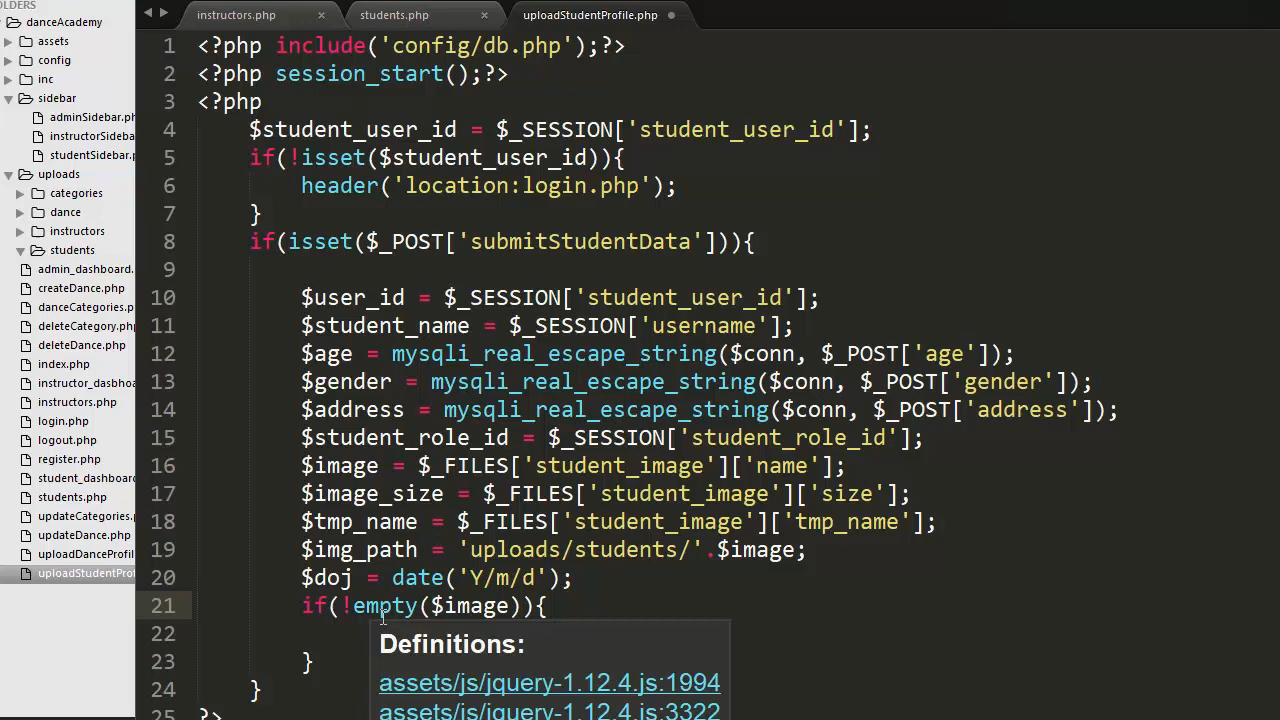 OLDERS
danceAcademy
assets
config
inc
sidebar
adminSidebar.ph
instructorSideba
studentSidebar.p
uploads
categories
dance
instructors
students
admin_dashboard.
createDance.php
danceCategories.p
deleteCategory.php
deleteDance.php
index.php
instructor_dashboa
instructors.php
login.php
logout.php
register.php
student_dashboard
students.php
updateCategories.
updateDance.php
uploadDanceProfil
uploadStudentProf
instructors.php
students.php
uploadStudentProfile.php
1 <?php include('config/db.php');?>
2 <?php session_start();?>
3 <?php
4 $student_user_id = $_SESSION['student_user_id'];
5 if(!isset($student_user_id)){
6 header('location:login.php');
7 }
8 if(isset($_POST['submitStudentData'])){
9
10 $user_id = $_SESSION['student_user_id'];
11 $student_name = $_SESSION['username'];
12 $age = mysqli_real_escape_string($conn, $_POST['age']);
13 $gender = mysqli_real_escape_string($conn, $_POST['gender']);
14 $address = mysqli_real_escape_string($conn, $_POST['address']);
15 $student_role_id = $_SESSION['student_role_id'];
16 $image = $_FILES['student_image']['name'];
17 $image_size = $_FILES['student_image']['size'];
18 $tmp_name = $_FILES['student_image']['tmp_name'];
19 $img_path = 'uploads/students/'.$image;
20 $doj = date('Y/m/d');
21 if(!empty($image)){
22
23 }
24 }
25 ?>
Definitions:
assets/js/jquery-1.12.4.js:1994
assets/js/jquery-1.12.4.js:3322